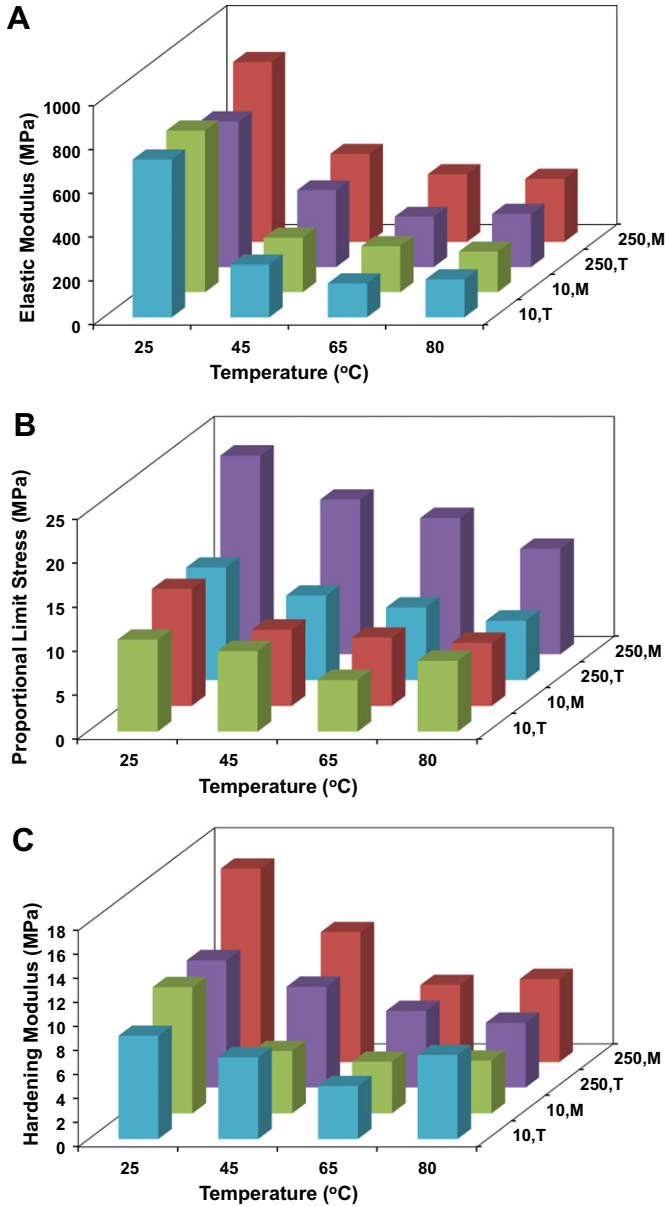 A
Elastic Modulus (MPa)
1000
800
600
400
200
0
25 45 65 80
Temperature (°C)
10,T
10,M
250,T
250,M
B
Proportional Limit Stress (MPa)
25
20
15
10
5
0
25 45 65 80
Temperature (°C)
10,T
10,M
250,T
250,M
C
Hardening Modulus (MPa)
18
16
14
12
10
8
6
4
2
0
25 45 65 80
Temperature (°C)
10,T
10,M
250,T
250,M